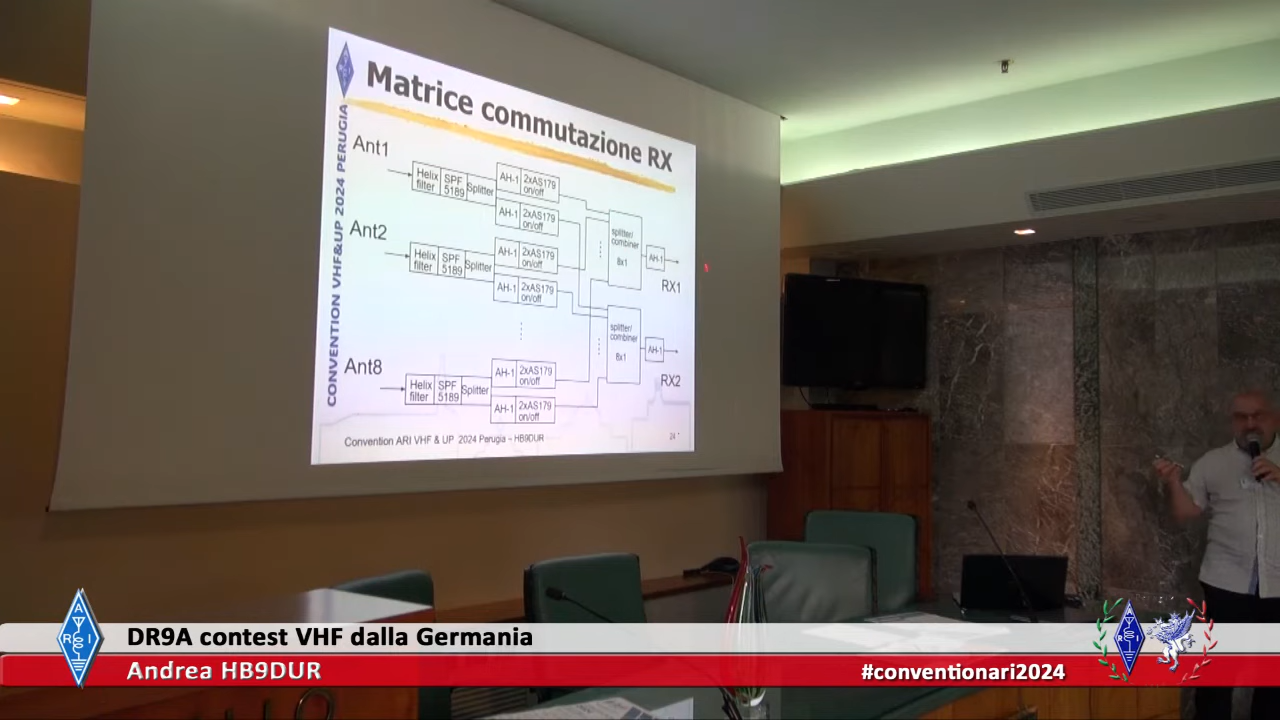 Matrice commutazione RX
CONVENTION VHF&UP 2024 PERUGIA
Ant1
Helix filter
SPF 5189
Splitter
AH-1
2xAS179 on/off
AH-1
2xAS179 on/off
Ant2
Helix filter
SPF 5189
Splitter
AH-1
2xAS179 on/off
AH-1
2xAS179 on/off
Ant8
Helix filter
SPF 5189
Splitter
AH-1
2xAS179 on/off
AH-1
2xAS179 on/off
splitter/
combiner
8x1
AH-1
RX1
splitter/
combiner
8x1
AH-1
RX2
Convention ARI VHF & UP 2024 Perugia – HB9DUR
24
A
R I
DR9A contest VHF dalla Germania
Andrea HB9DUR
#conventionari2024